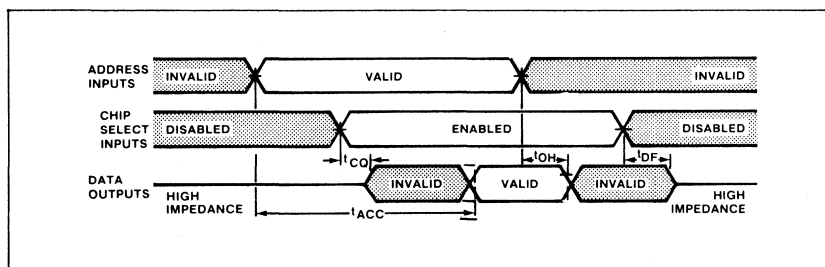 ADDRESS
INPUTS
INVALID
VALID
INVALID
CHIP
SELECT
INPUTS
DISABLED
ENABLED
DISABLED
tCQ
tOH
tDF
DATA
OUTPUTS
HIGH
IMPEDANCE
INVALID
VALID
INVALID
HIGH
IMPEDANCE
tACC